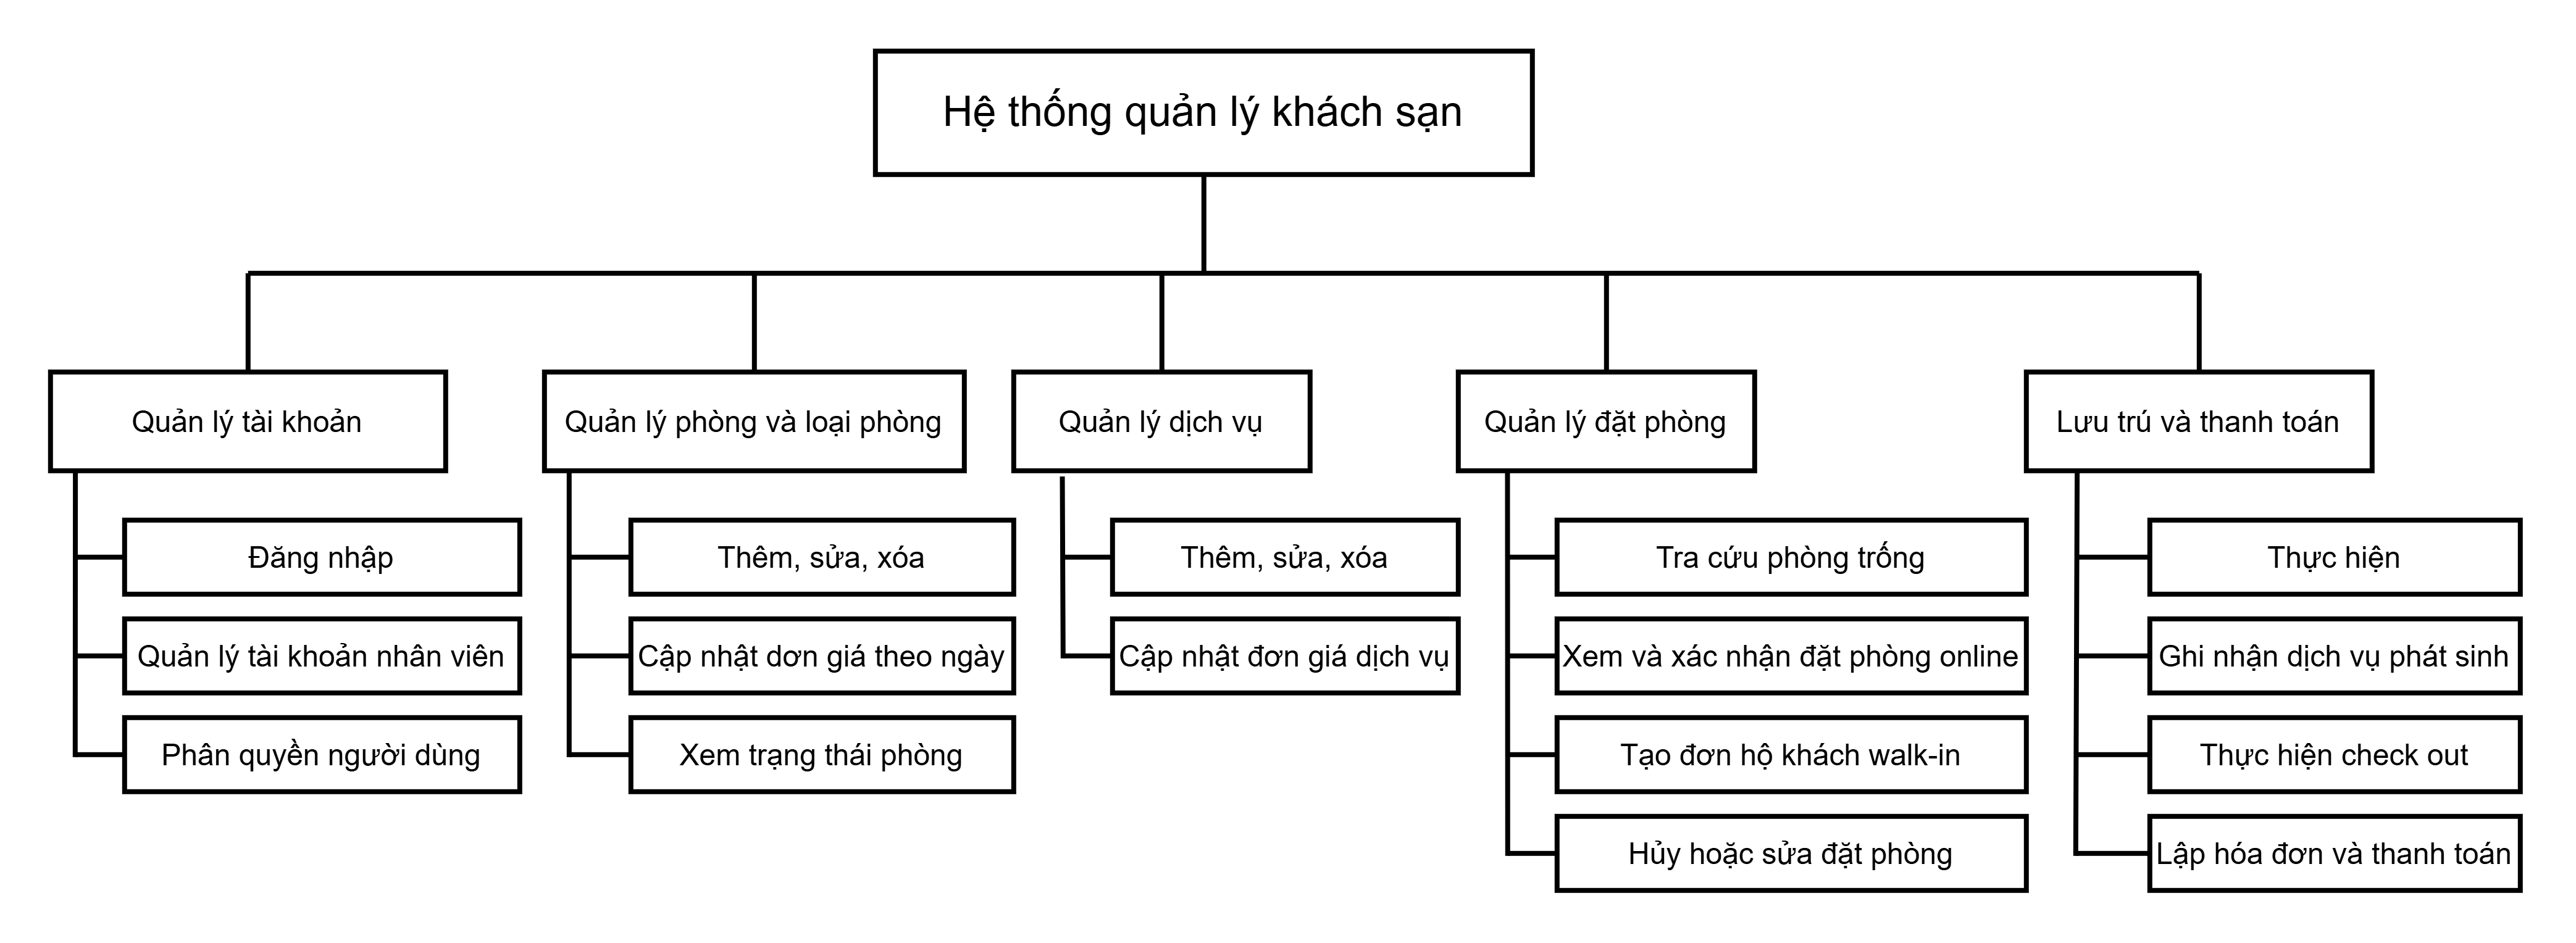 Hệ thống quản lý khách sạn
Quản lý tài khoản
Đăng nhập
Quản lý tài khoản nhân viên
Phân quyền người dùng
Quản lý phòng và loại phòng
Thêm, sửa, xóa
Cập nhật dơn giá theo ngày
Xem trạng thái phòng
Quản lý dịch vụ
Thêm, sửa, xóa
Cập nhật đơn giá dịch vụ
Quản lý đặt phòng
Tra cứu phòng trống
Xem và xác nhận đặt phòng online
Tạo đơn hộ khách walk-in
Hủy hoặc sửa đặt phòng
Lưu trú và thanh toán
Thực hiện
Ghi nhận dịch vụ phát sinh
Thực hiện check out
Lập hóa đơn và thanh toán